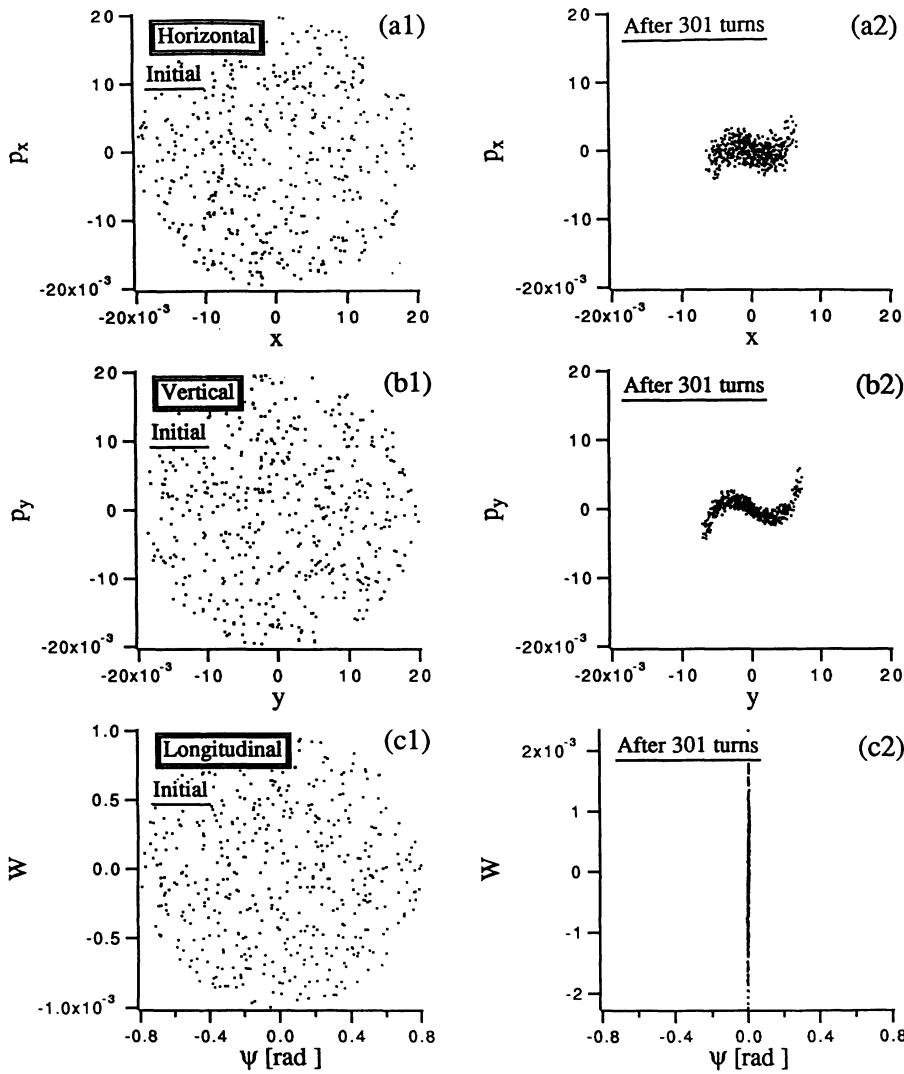 Horizontal
Initial
(a1)
20
10
0
-10
-20x10⁻³
pₓ
-20x10⁻³ -10 0 10 20
x
After 301 turns
(a2)
20
10
0
-10
-20x10⁻³
pₓ
-20x10⁻³ -10 0 10 20
x
Vertical
Initial
(b1)
20
10
0
-10
-20x10⁻³
p_y
-20x10⁻³ -10 0 10 20
y
After 301 turns
(b2)
20
10
0
-10
-20x10⁻³
p_y
-20x10⁻³ -10 0 10 20
y
Longitudinal
Initial
(c1)
1.0
0.5
0.0
-0.5
-1.0x10⁻³
W
-0.8 -0.4 0.0 0.4 0.8
ψ [rad ]
After 301 turns
(c2)
2x10⁻³
1
0
-1
-2
W
-0.8 -0.4 0.0 0.4 0.8
ψ [rad ]